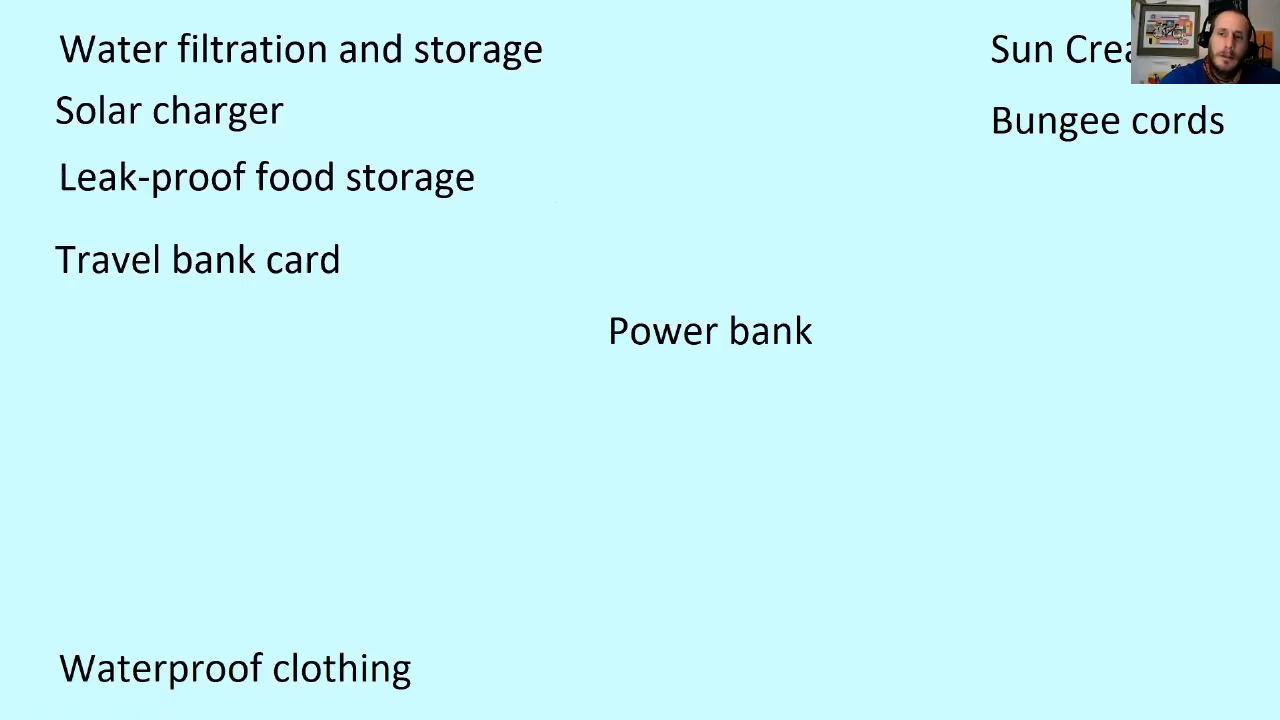 Water filtration and storage
Sun
Solar charger
Bungee cords
Leak-proof food storage
Travel bank card
Power bank
Waterproof clothing